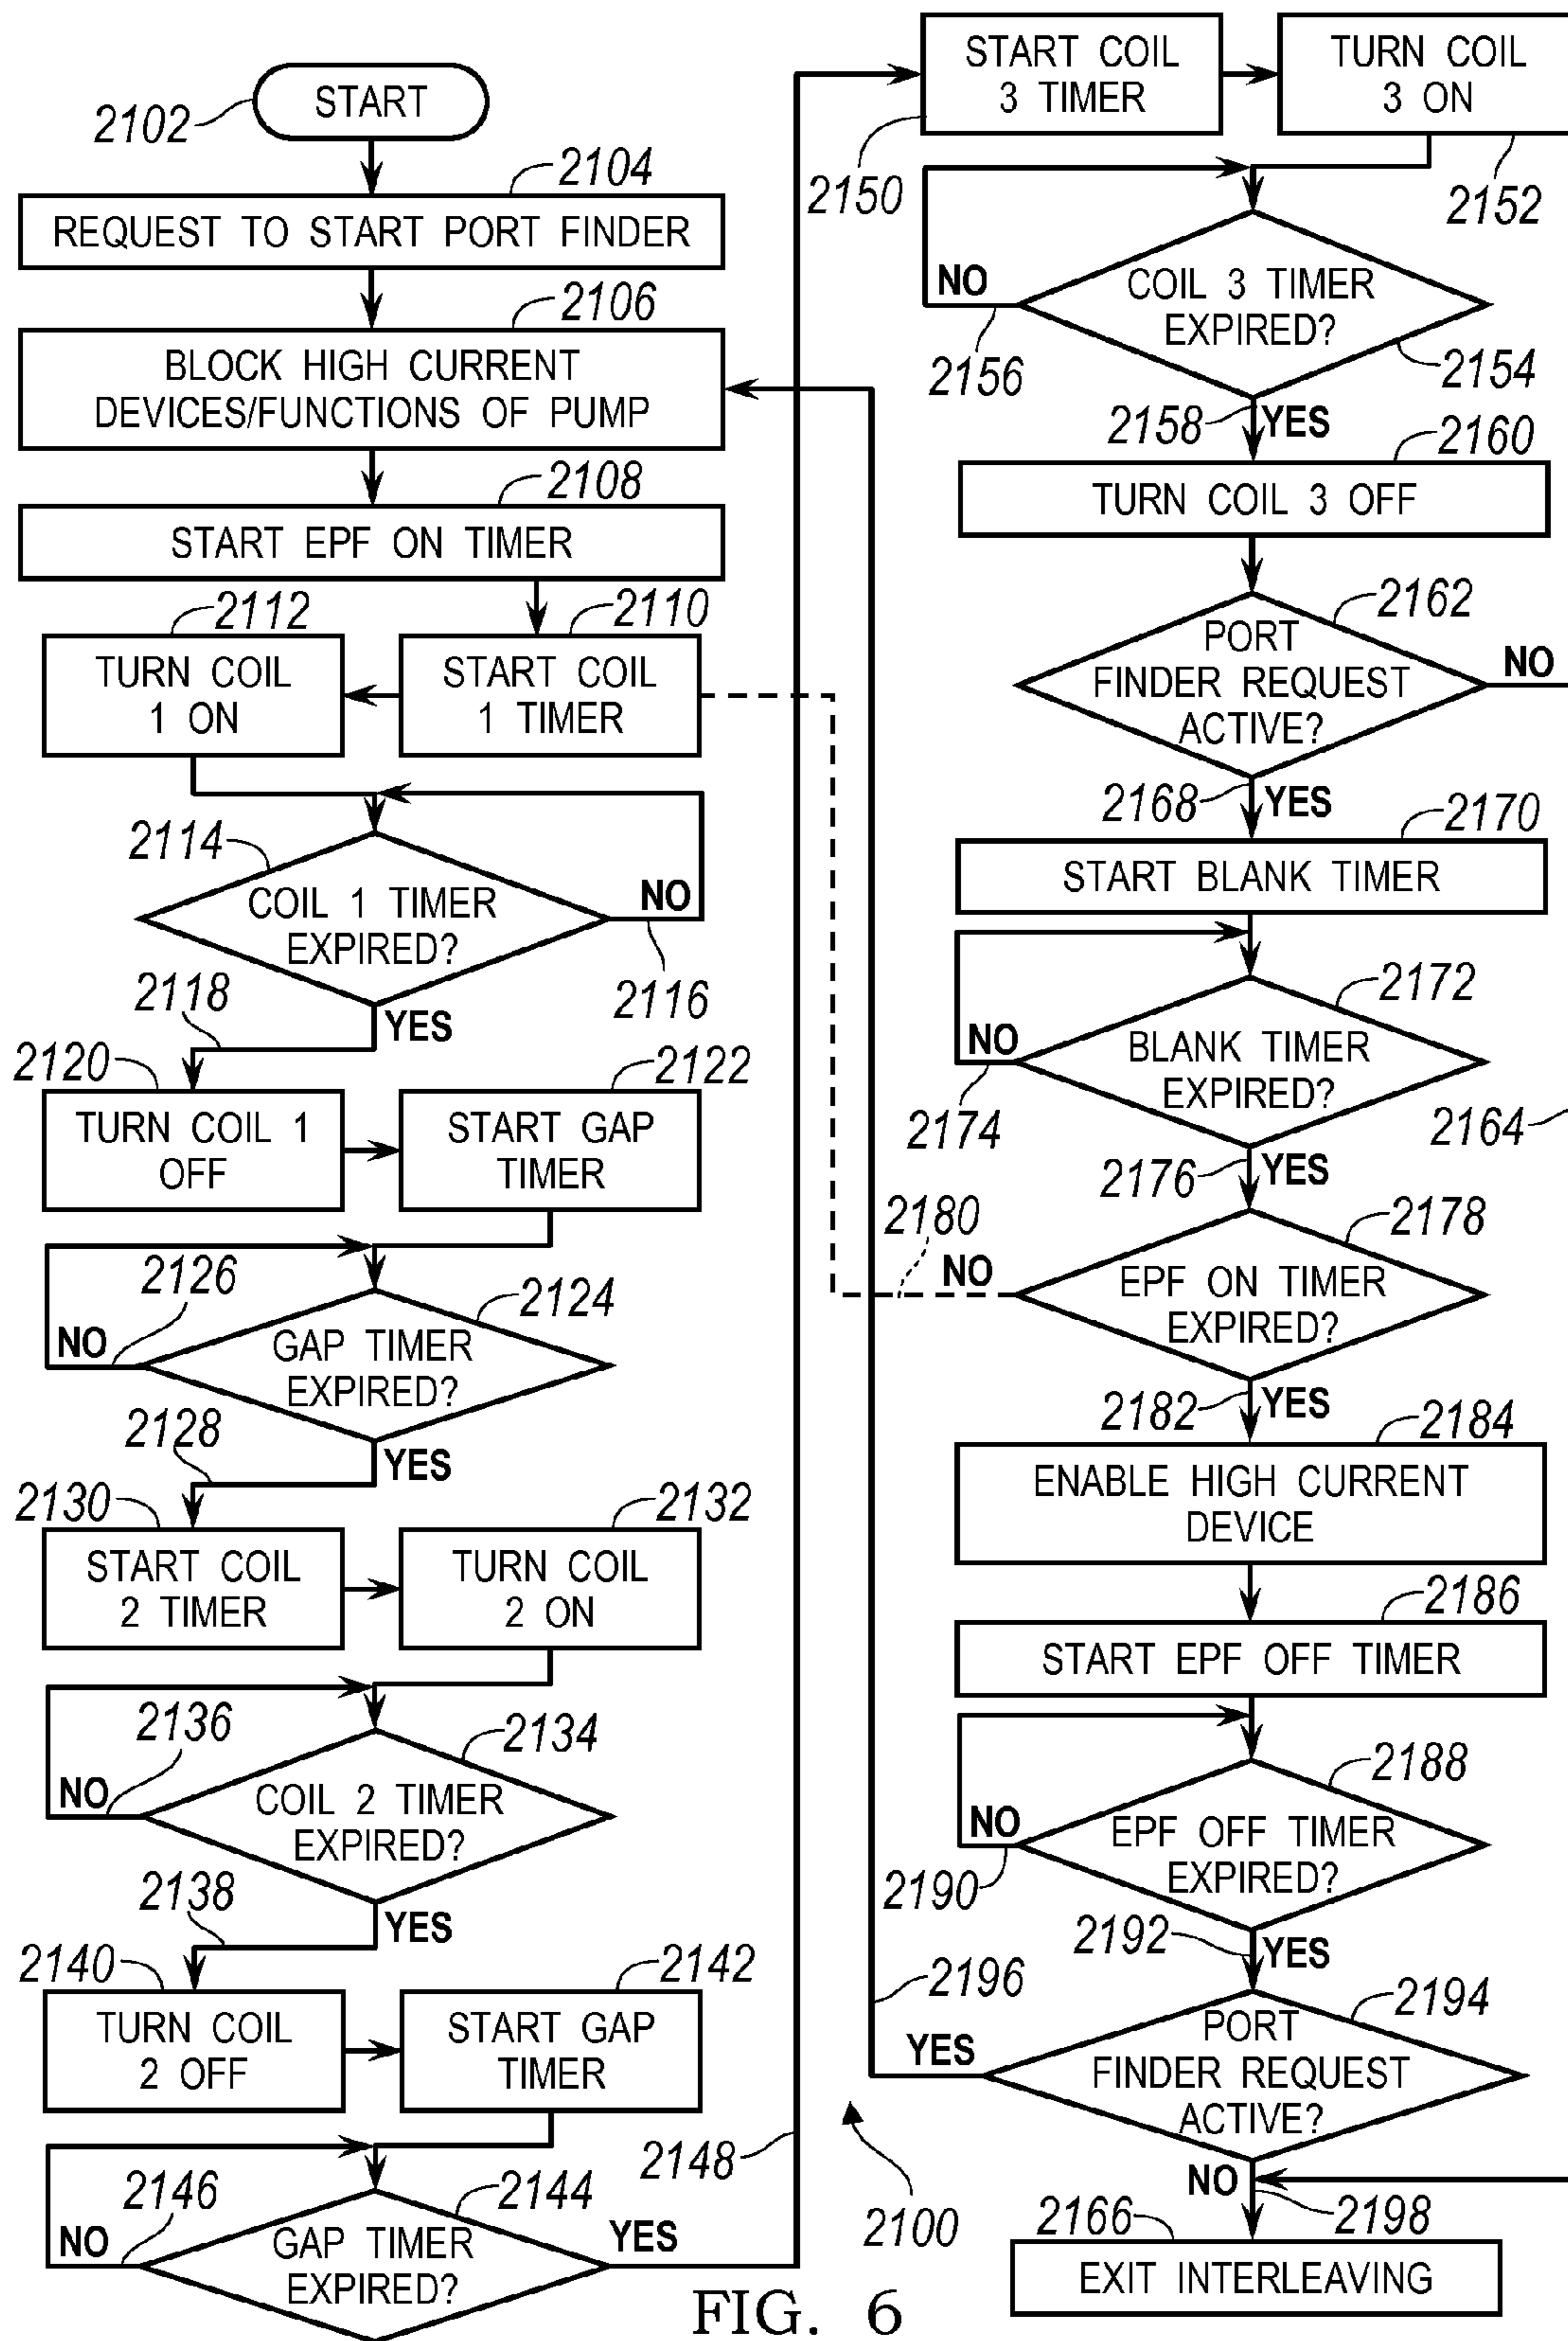 START
2102
2104
REQUEST TO START PORT FINDER
2106
BLOCK HIGH CURRENT
DEVICES/FUNCTIONS OF PUMP
2108
START EPF ON TIMER
2112
2110
TURN COIL
1 ON
START COIL
1 TIMER
2114
COIL 1 TIMER
EXPIRED?
NO
2116
2118
YES
2120
2122
TURN COIL 1
OFF
START GAP
TIMER
2126
2124
NO
GAP TIMER
EXPIRED?
2128
YES
2130
2132
START COIL
2 TIMER
TURN COIL
2 ON
2136
2134
NO
COIL 2 TIMER
EXPIRED?
2138
YES
2140
2142
TURN COIL
2 OFF
START GAP
TIMER
2146
2144
NO
GAP TIMER
EXPIRED?
YES
2148
START COIL
3 TIMER
TURN COIL
3 ON
2150
2152
NO
COIL 3 TIMER
EXPIRED?
2156
2154
2158
YES
2160
TURN COIL 3 OFF
2162
PORT
FINDER REQUEST
ACTIVE?
NO
2168
YES
2170
START BLANK TIMER
2172
NO
BLANK TIMER
EXPIRED?
2174
2164
2176
YES
2180
2178
NO
EPF ON TIMER
EXPIRED?
2182
YES
2184
ENABLE HIGH CURRENT
DEVICE
2186
START EPF OFF TIMER
2188
NO
EPF OFF TIMER
EXPIRED?
2190
2192
YES
2196
2194
YES
PORT
FINDER REQUEST
ACTIVE?
2100
NO
2166
2198
EXIT INTERLEAVING
FIG. 6